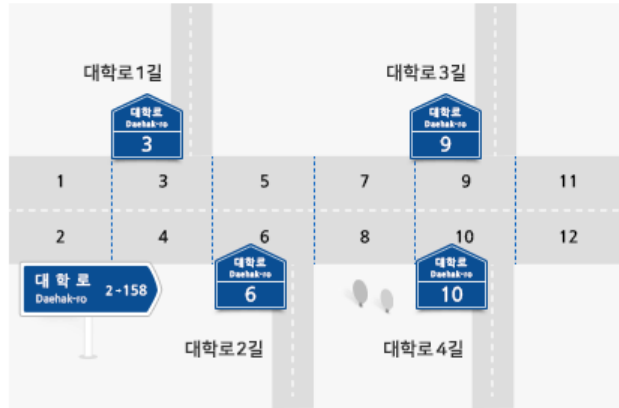 대학로1길
대학로3길
대학로
Daehak-ro
3
대학로
Daehak-ro
9
1 3 5 7 9 11
2 4 6 8 10 12
대학로
Daehak-ro
2→158
대학로
Daehak-ro
6
대학로
Daehak-ro
10
대학로2길
대학로4길